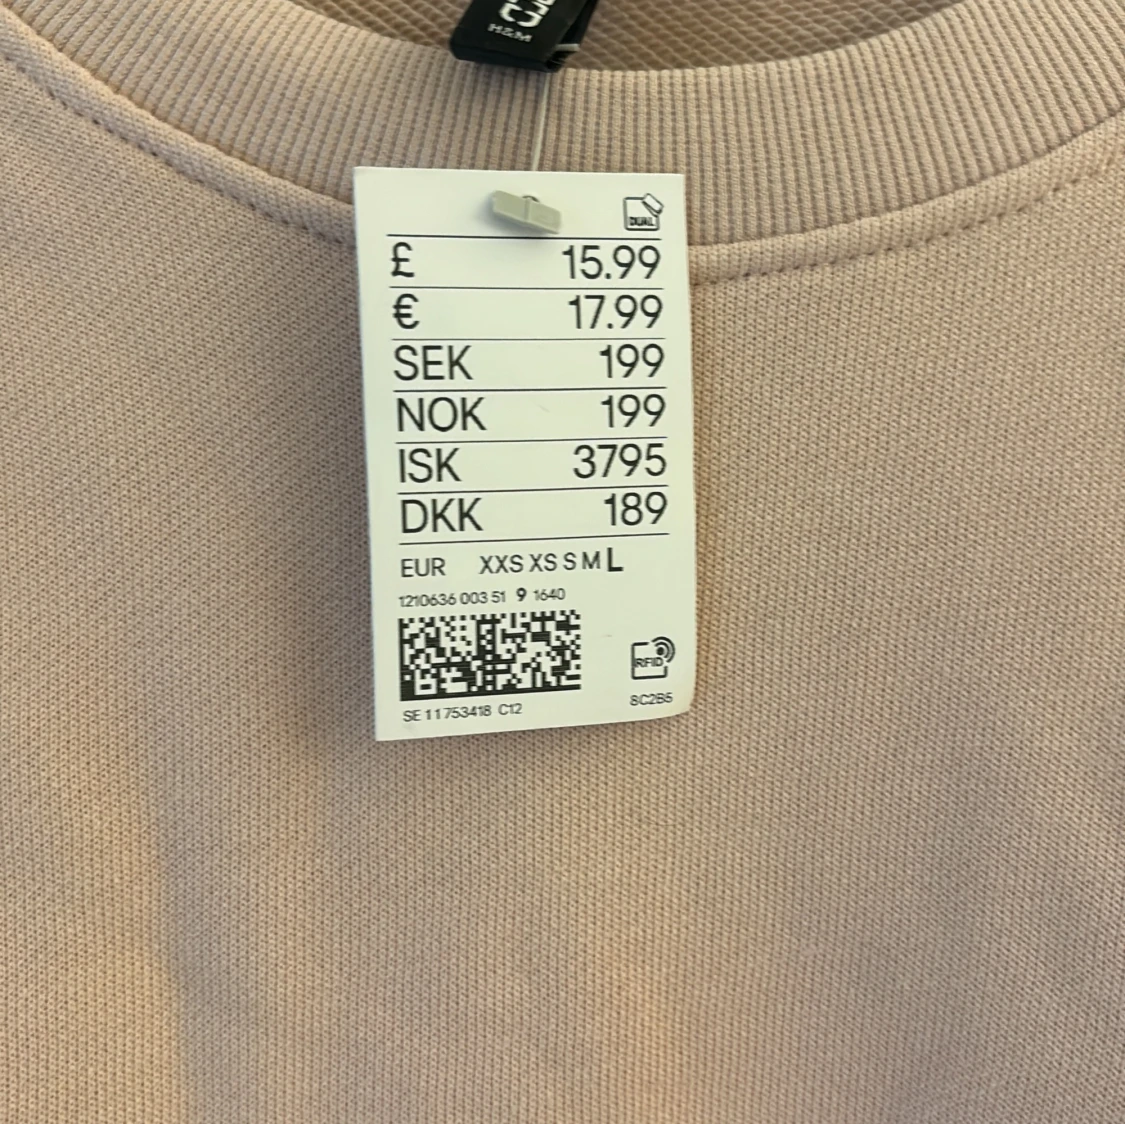 H&M
DUAL
£ 15.99
€ 17.99
SEK 199
NOK 199
ISK 3795
DKK 189
EUR XXS XS S M L
1210636 003 51 9 1640
RFID
SE 11753418 C12
8C2B5